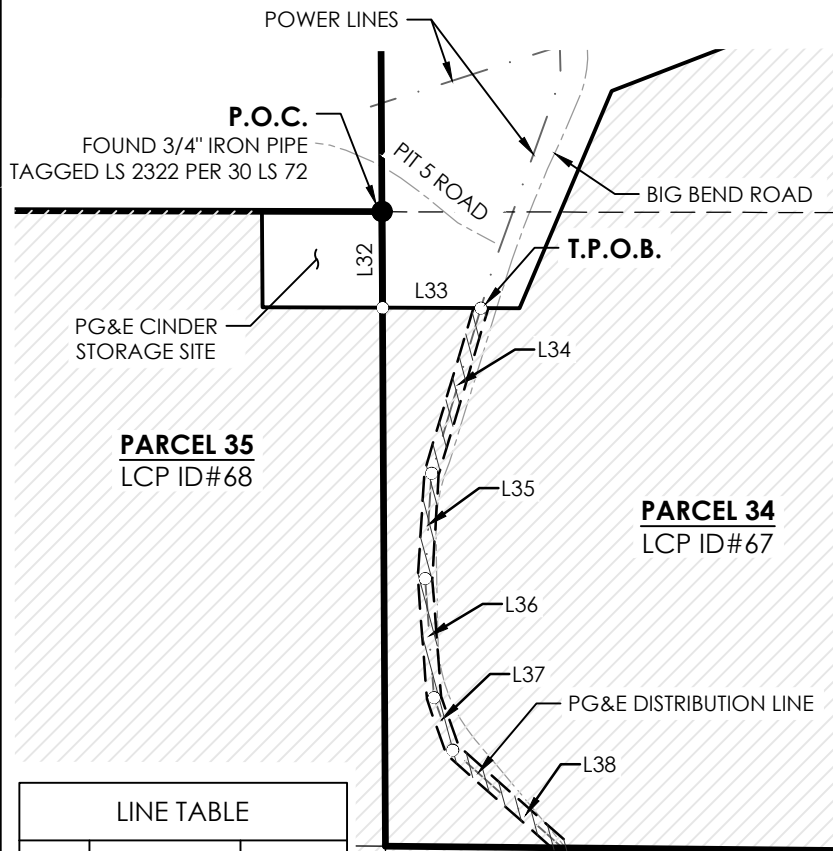 POWER LINES
P.O.C.
FOUND 3/4" IRON PIPE
TAGGED LS 2322 PER 30 LS 72
PIT 5 ROAD
BIG BEND ROAD
L32
L33
T.P.O.B.
PG&E CINDER
STORAGE SITE
L34
PARCEL 35
LCP ID#68
L35
PARCEL 34
LCP ID#67
L36
L37
PG&E DISTRIBUTION LINE
L38
LINE TABLE